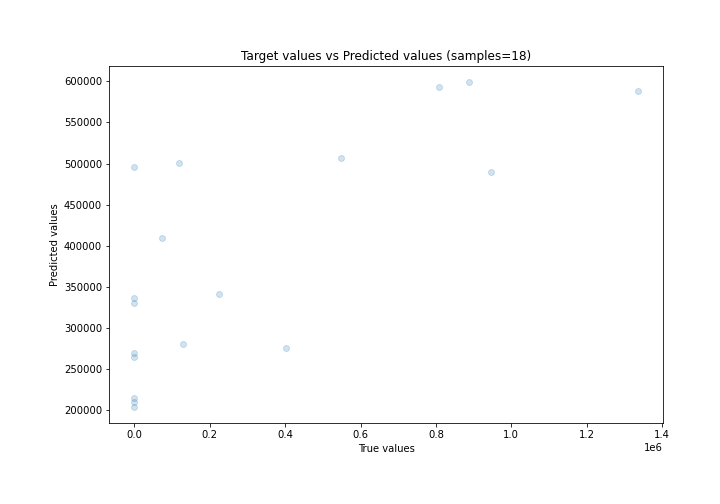 Target values vs Predicted values (samples=18)
Predicted values
600000
550000
500000
450000
400000
350000
300000
250000
200000
0.0 0.2 0.4 0.6 0.8 1.0 1.2 1.4
1e6
True values